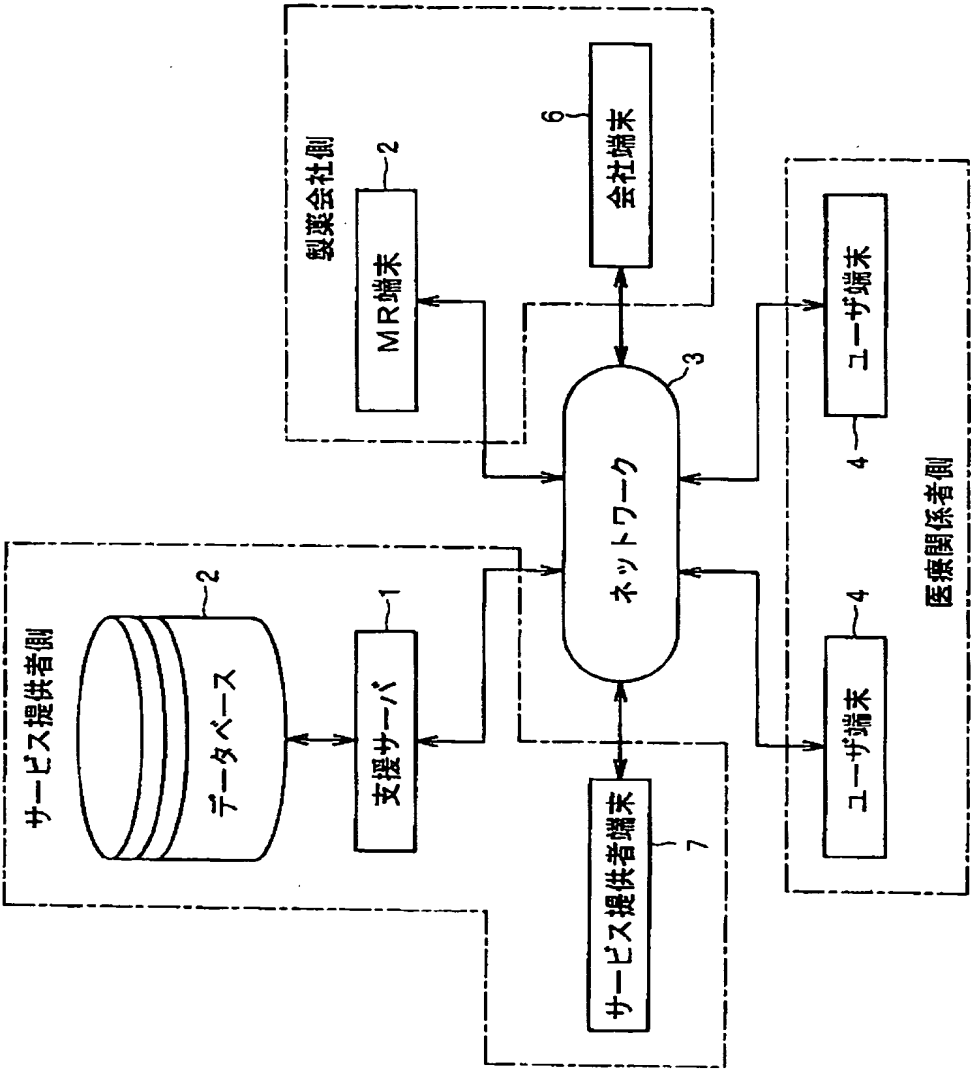 サービス提供者側
データベース
2
支援サーバ
1
サービス提供者端末
7
製薬会社側
MR端末
2
会社端末
6
ネットワーク
3
ユーザ端末
4
ユーザ端末
4
医療関係者側